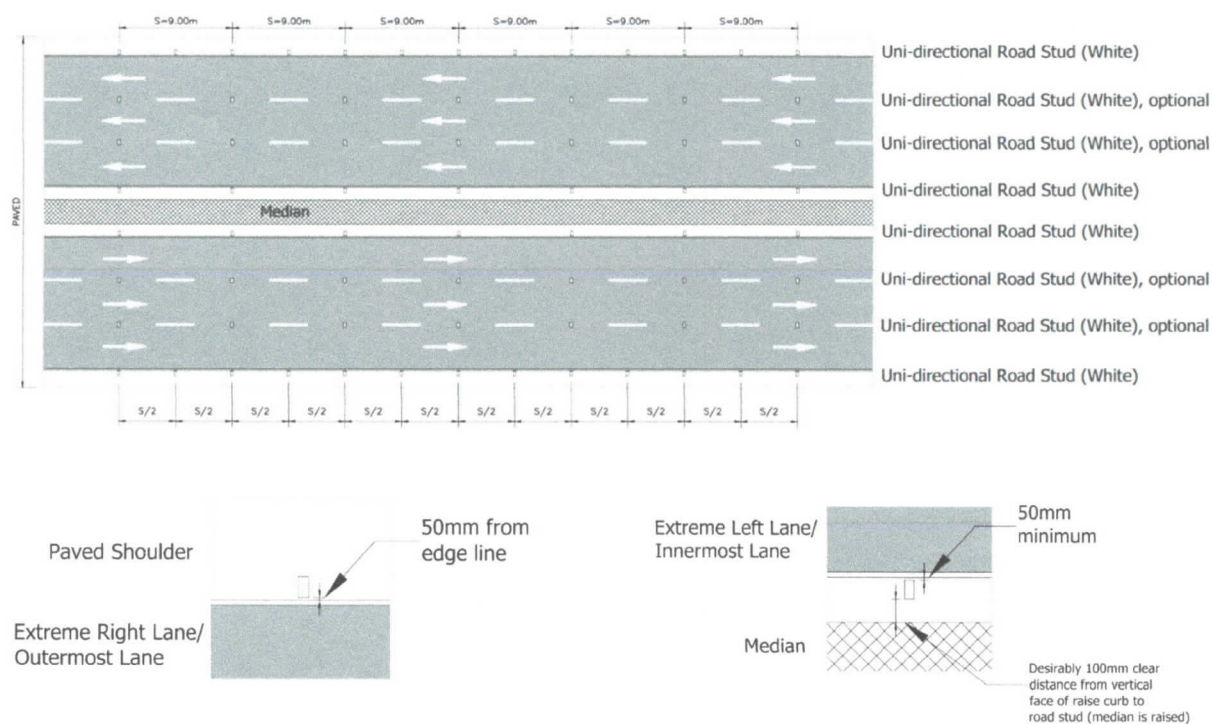 S=9.00m S=9.00m S=9.00m S=9.00m S=9.00m S=9.00m
PAVED
Uni-directional Road Stud (White)
Uni-directional Road Stud (White), optional
Uni-directional Road Stud (White), optional
Uni-directional Road Stud (White)
Median
Uni-directional Road Stud (White)
Uni-directional Road Stud (White), optional
Uni-directional Road Stud (White), optional
Uni-directional Road Stud (White)
S/2 S/2 S/2 S/2 S/2 S/2 S/2 S/2 S/2 S/2 S/2 S/2
Paved Shoulder
50mm from
edge line
Extreme Right Lane/
Outermost Lane
Extreme Left Lane/
Innermost Lane
50mm
minimum
Median
Desirably 100mm clear
distance from vertical
face of raise curb to
road stud (median is raised)